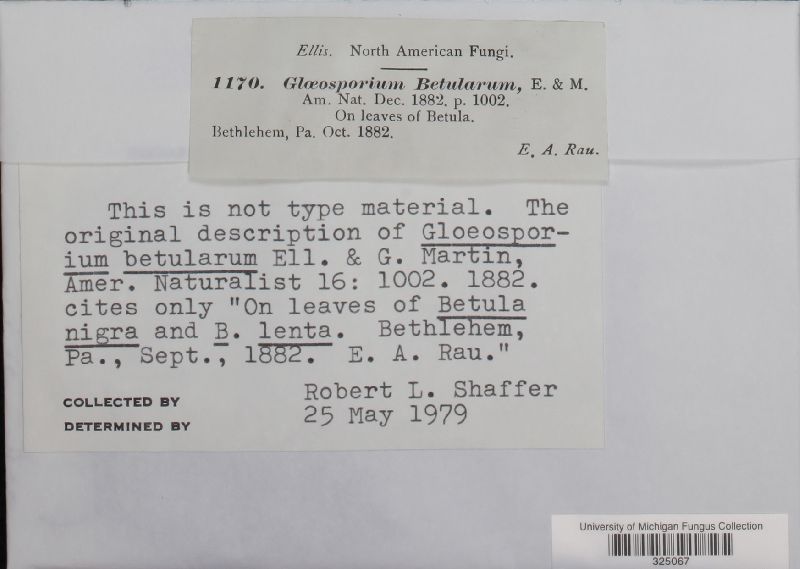 Ellis. North American Fungi.
1170. Glœosporium Betularum, E. & M.
Am. Nat. Dec. 1882. p. 1002.
On leaves of Betula.
Bethlehem, Pa. Oct. 1882.
E. A. Rau.
This is not type material. The
original description of Gloeospor-
ium betularum Ell. & G. Martin,
Amer. Naturalist 16: 1002. 1882.
cites only "On leaves of Betula
nigra and B. lenta. Bethlehem,
Pa., Sept., 1882. E. A. Rau."
Robert L. Shaffer
COLLECTED BY
25 May 1979
DETERMINED BY
University of Michigan Fungus Collection
325067